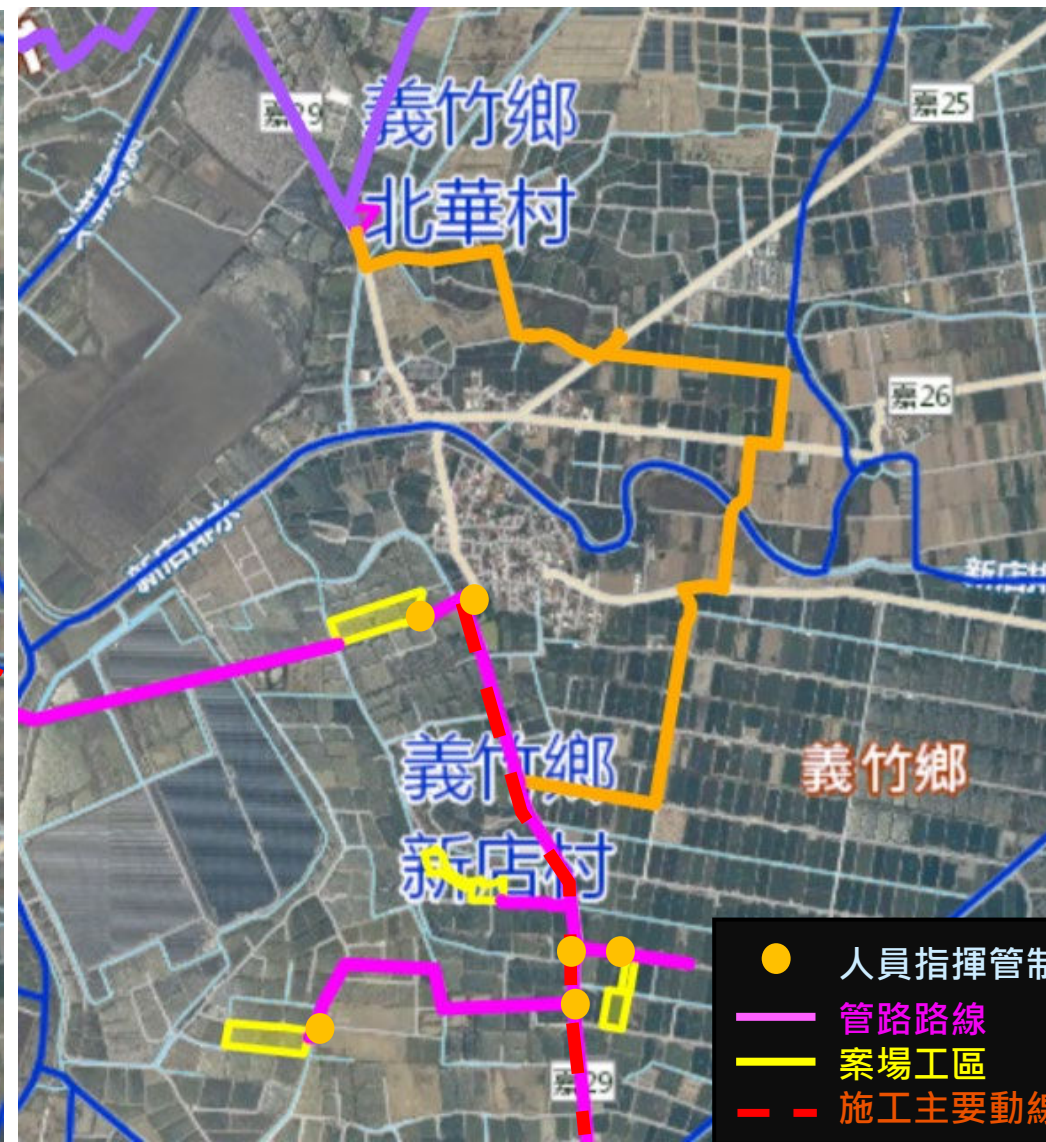 嘉29
義竹鄉
北華村
嘉25
嘉26
新店排水
新店排
義竹鄉
新店村
義竹鄉
嘉29
人員指揮管制
管路路線
案場工區
施工主要動線